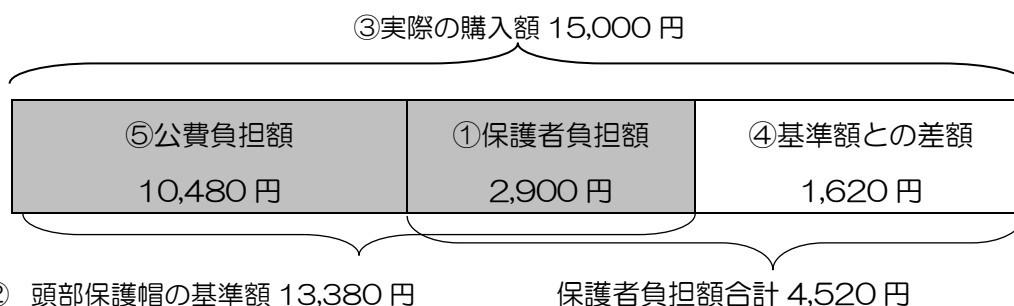 ③実際の購入額 15,000 円
⑤公費負担額 ①保護者負担額 ④基準額との差額
10,480 円 2,900 円 1,620 円
② 頭部保護帽の基準額 13,380 円 保護者負担額合計 4,520 円